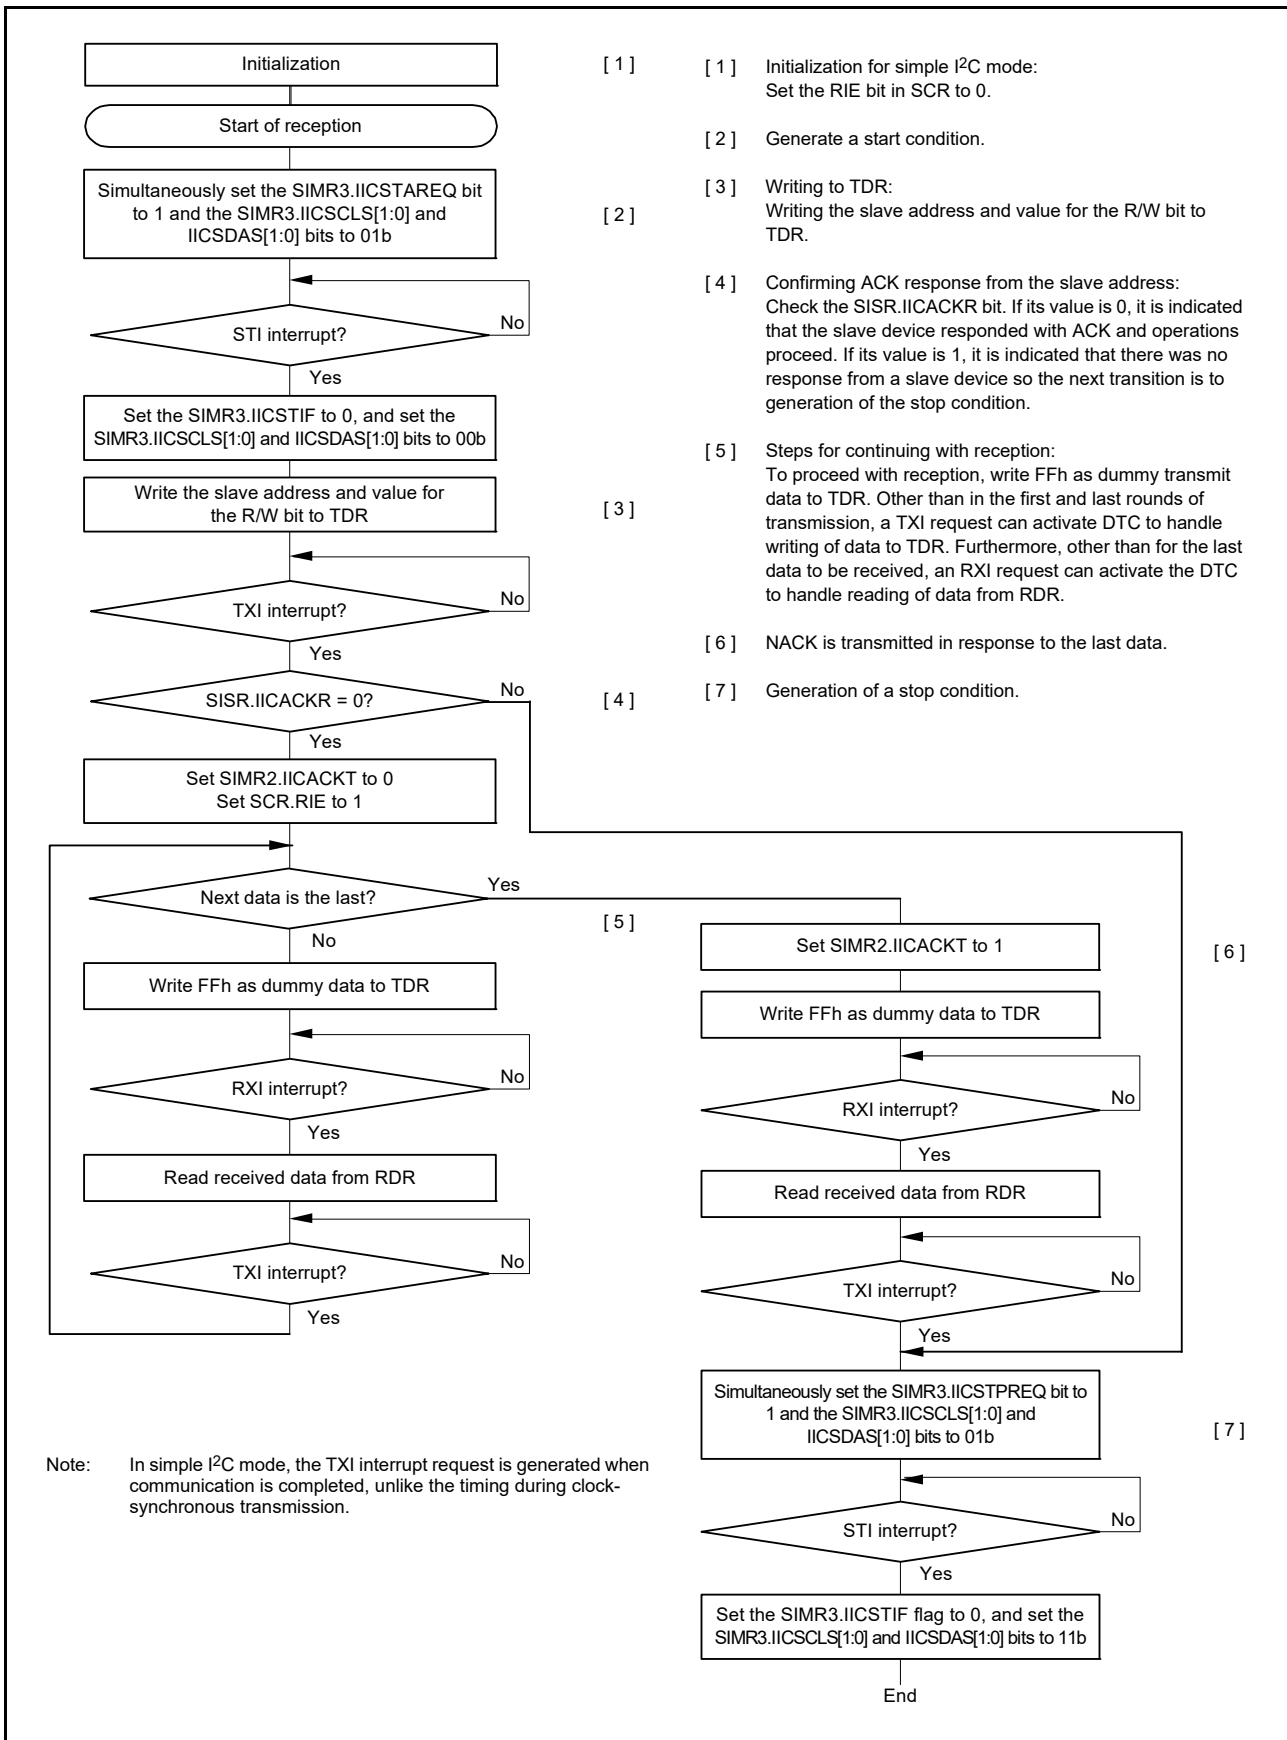 Initialization
[ 1 ]
Start of reception
Simultaneously set the SIMR3.IICSTAREQ bit
to 1 and the SIMR3.IICSCLS[1:0] and
IICSDAS[1:0] bits to 01b
[ 2 ]
STI interrupt?
No
Yes
Set the SIMR3.IICSTIF to 0, and set the
SIMR3.IICSCLS[1:0] and IICSDAS[1:0] bits to 00b
Write the slave address and value for
the R/W bit to TDR
[ 3 ]
TXI interrupt?
No
Yes
SISR.IICACKR = 0?
No
[ 4 ]
Yes
Set SIMR2.IICACKT to 0
Set SCR.RIE to 1
Next data is the last?
Yes
[ 5 ]
No
Write FFh as dummy data to TDR
RXI interrupt?
No
Yes
Read received data from RDR
TXI interrupt?
No
Yes
[ 1 ] Initialization for simple I2C mode:
Set the RIE bit in SCR to 0.
[ 2 ] Generate a start condition.
[ 3 ] Writing to TDR:
Writing the slave address and value for the R/W bit to
TDR.
[ 4 ] Confirming ACK response from the slave address:
Check the SISR.IICACKR bit. If its value is 0, it is indicated
that the slave device responded with ACK and operations
proceed. If its value is 1, it is indicated that there was no
response from a slave device so the next transition is to
generation of the stop condition.
[ 5 ] Steps for continuing with reception:
To proceed with reception, write FFh as dummy transmit
data to TDR. Other than in the first and last rounds of
transmission, a TXI request can activate DTC to handle
writing of data to TDR. Furthermore, other than for the last
data to be received, an RXI request can activate the DTC
to handle reading of data from RDR.
[ 6 ] NACK is transmitted in response to the last data.
[ 7 ] Generation of a stop condition.
Set SIMR2.IICACKT to 1
[ 6 ]
Write FFh as dummy data to TDR
RXI interrupt?
No
Yes
Read received data from RDR
TXI interrupt?
No
Yes
Simultaneously set the SIMR3.IICSTPREQ bit to
1 and the SIMR3.IICSCLS[1:0] and
IICSDAS[1:0] bits to 01b
[ 7 ]
STI interrupt?
No
Yes
Set the SIMR3.IICSTIF flag to 0, and set the
SIMR3.IICSCLS[1:0] and IICSDAS[1:0] bits to 11b
End
Note: In simple I2C mode, the TXI interrupt request is generated when
communication is completed, unlike the timing during clock-
synchronous transmission.